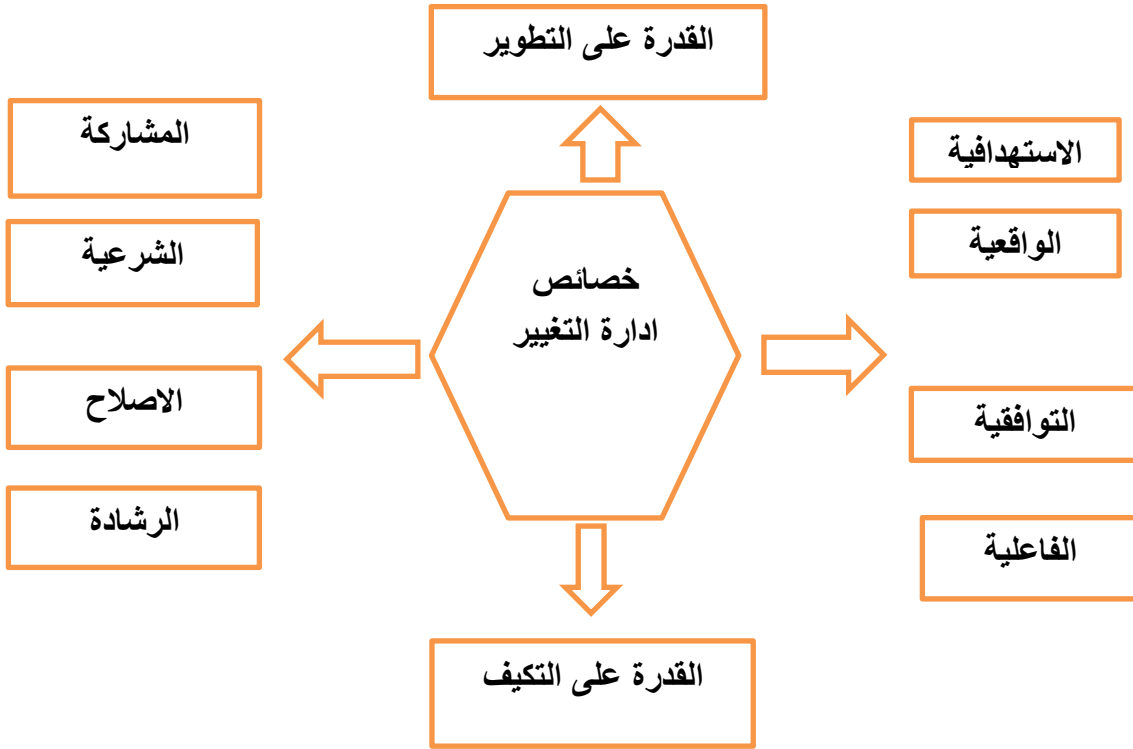 القدرة على التطوير
الاستهدافية
الواقعية
التوافقية
الفاعلية
خصائص
ادارة التغيير
المشاركة
الشرعية
الاصلاح
الرشادة
القدرة على التكيف